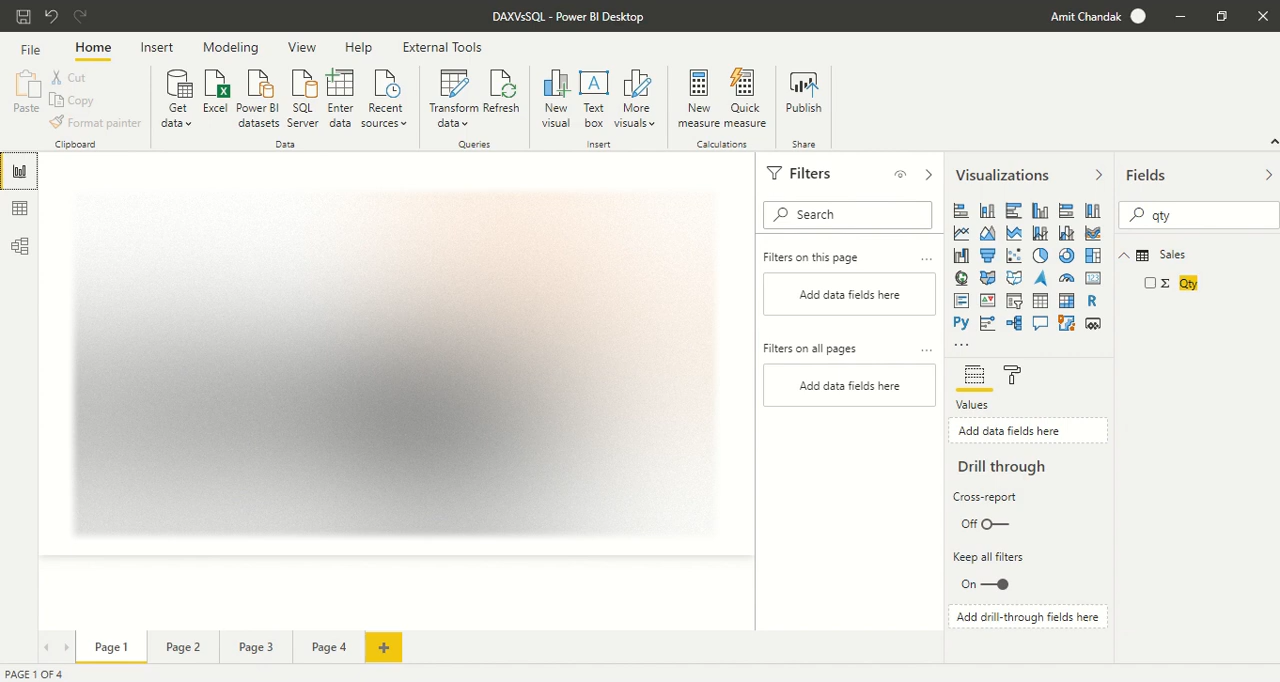 DAXVsSQL - Power BI Desktop
Amit Chandak
File
Home
Insert
Modeling
View
Help
External Tools
Paste
Cut
Copy
Format painter
Clipboard
Get data
Excel
Power BI datasets
SQL Server
Enter data
Recent sources
Data
Transform data
Refresh
Queries
New visual
A
Text box
More visuals
Insert
New measure
Quick measure
Calculations
Publish
Share
Filters
Search
Filters on this page
...
Add data fields here
Filters on all pages
...
Add data fields here
Visualizations
123
R
Py
...
Values
Add data fields here
Drill through
Cross-report
Off
Keep all filters
On
Add drill-through fields here
Fields
qty
Sales
Σ Qty
Page 1
Page 2
Page 3
Page 4
+
PAGE 1 OF 4